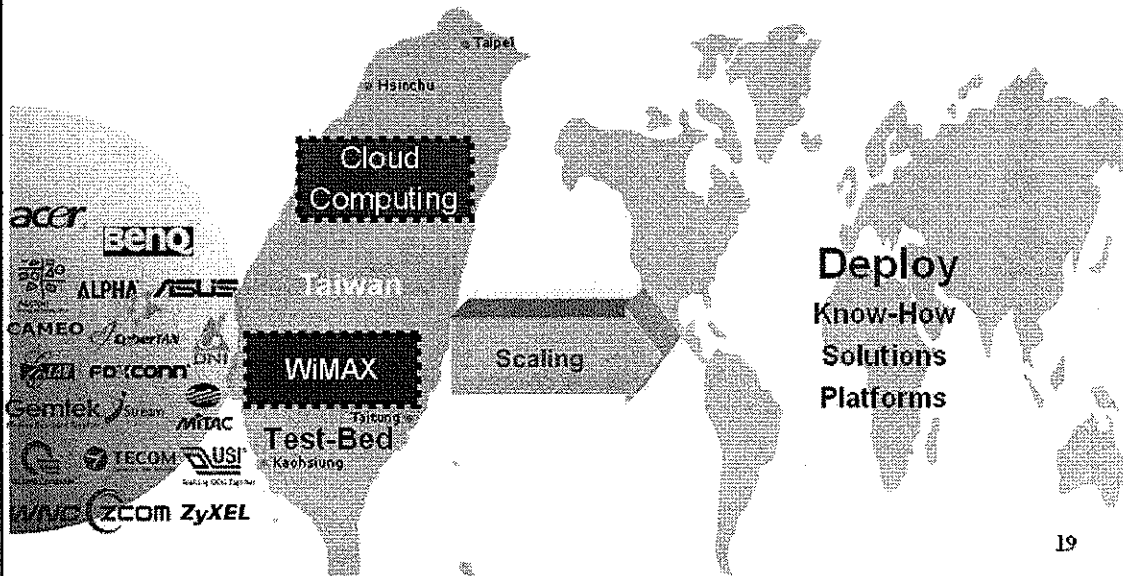 acer
BenQ
ALPHA
ASUS
CAMEO
CyberTAN
DNI
FOXCONN
Gemtek
MiTAC
TECOM
USI
WNC
ZCOM
ZyXEL
Taipei
Hsinchu
Cloud
Computing
Taiwan
WiMAX
Taitung
Test-Bed
Kaohsiung
Scaling
Deploy
Know-How
Solutions
Platforms
19